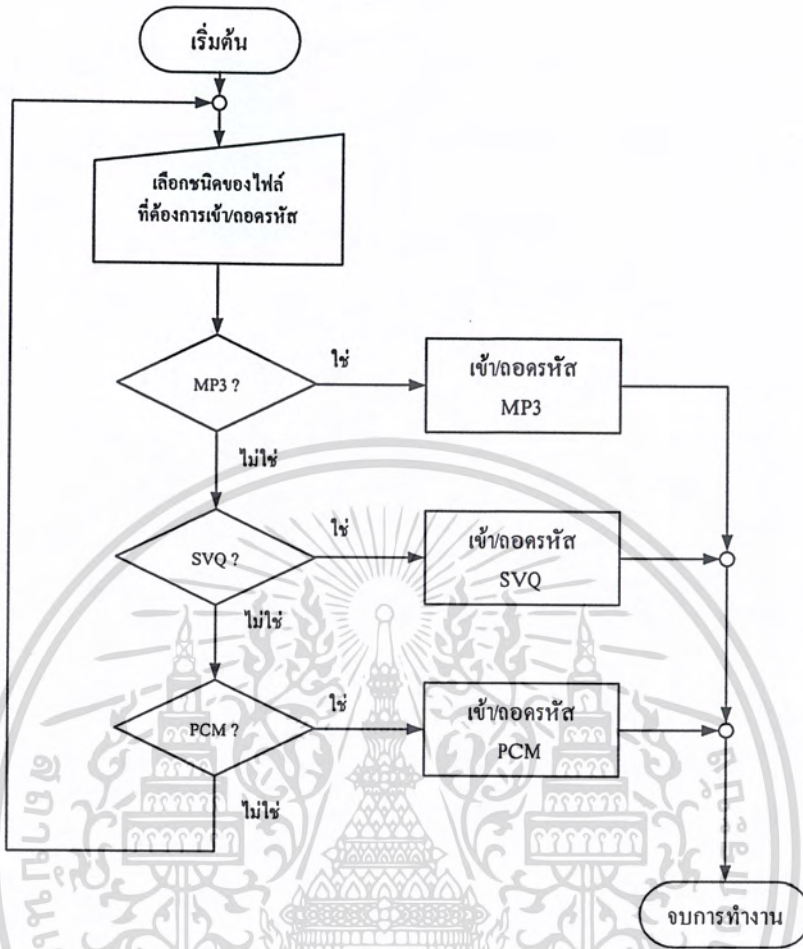 เริ่มต้น
เลือกชนิดของไฟล์
ที่ต้องการเข้า/ถอดรหัส
MP3 ?
ใช่
เข้า/ถอดรหัส
MP3
ไม่ใช่
SVQ ?
ใช่
เข้า/ถอดรหัส
SVQ
ไม่ใช่
PCM ?
ใช่
เข้า/ถอดรหัส
PCM
ไม่ใช่
จบการทำงาน